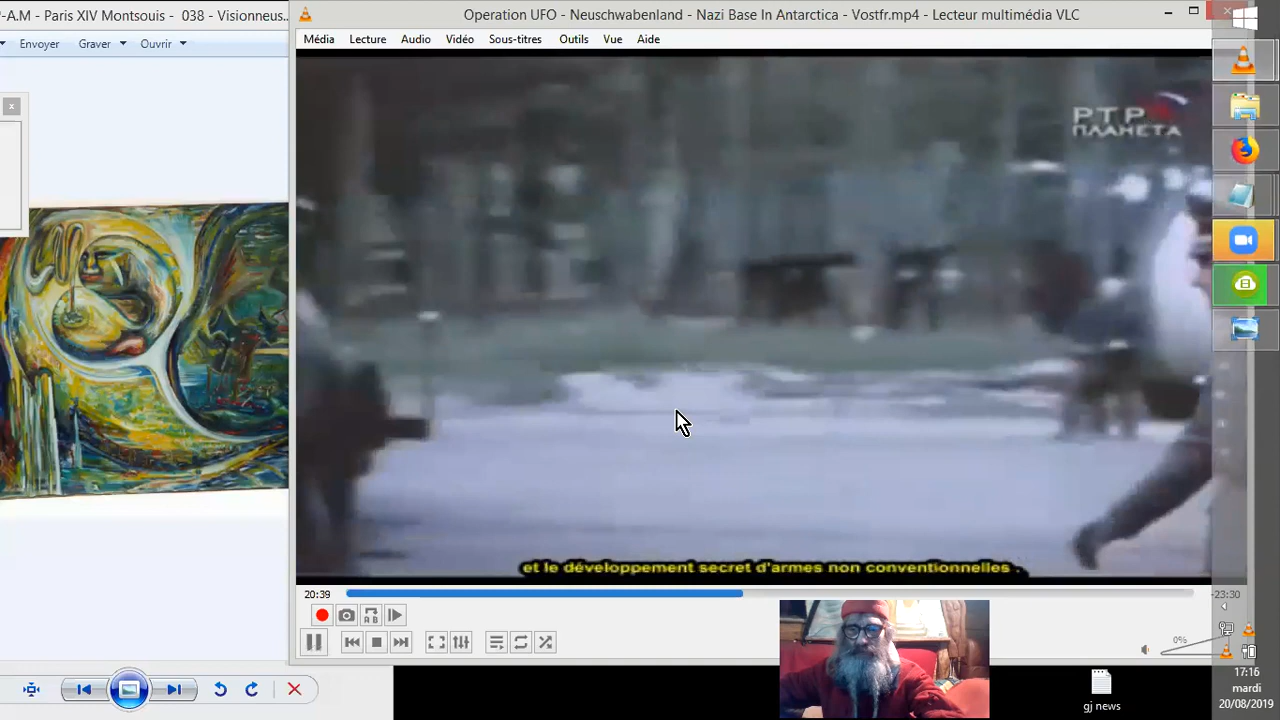 -A.M - Paris XIV Montsouis - 038 - Visionneus...
Envoyer Graver Ouvrir
Operation UFO - Neuschwabenland - Nazi Base In Antarctica - Vostfr.mp4 - Lecteur multimédia VLC
Média Lecture Audio Vidéo Sous-titres Outils Vue Aide
РТР
ПЛАНЕТА
et le développement secret d'armes non conventionnelles .
20:39
-23:30
0%
gj news
17:16
mardi
20/08/2019